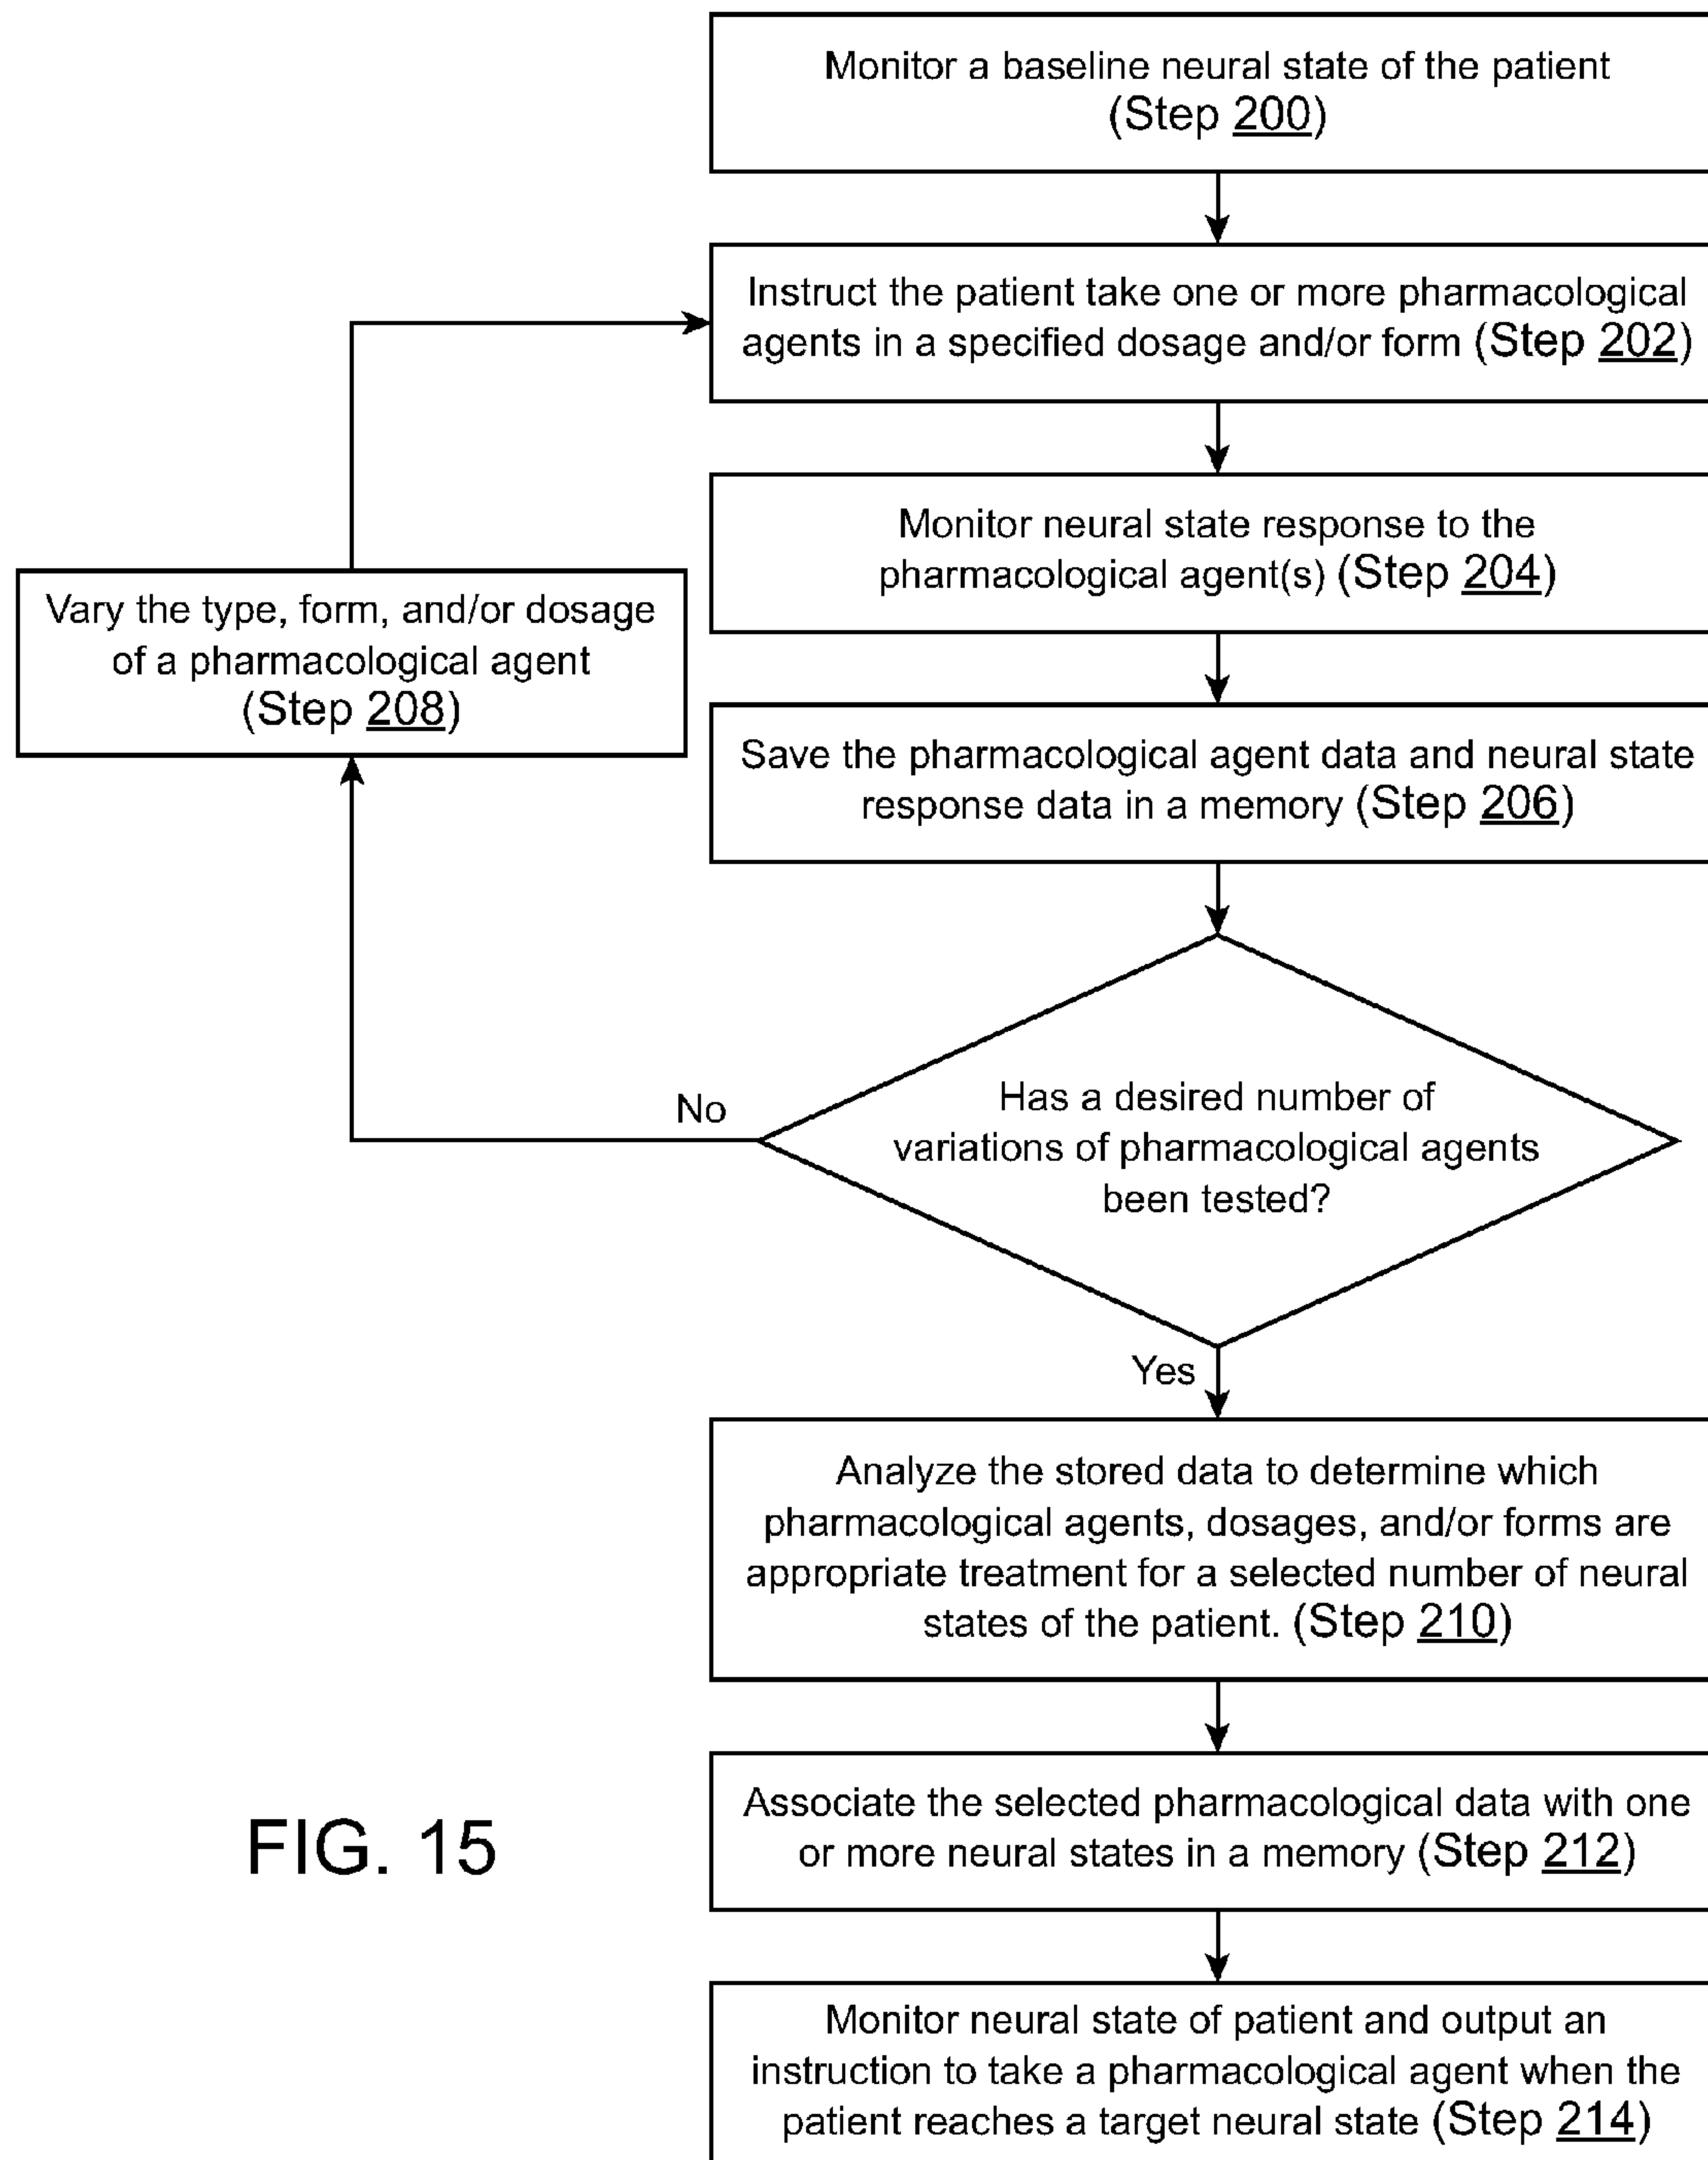 Monitor a baseline neural state of the patient
(Step 200)
Instruct the patient take one or more pharmacological
agents in a specified dosage and/or form (Step 202)
Monitor neural state response to the
pharmacological agent(s) (Step 204)
Vary the type, form, and/or dosage
of a pharmacological agent
(Step 208)
Save the pharmacological agent data and neural state
response data in a memory (Step 206)
No
Has a desired number of
variations of pharmacological agents
been tested?
Yes
Analyze the stored data to determine which
pharmacological agents, dosages, and/or forms are
appropriate treatment for a selected number of neural
states of the patient. (Step 210)
Associate the selected pharmacological data with one
or more neural states in a memory (Step 212)
FIG. 15
Monitor neural state of patient and output an
instruction to take a pharmacological agent when the
patient reaches a target neural state (Step 214)